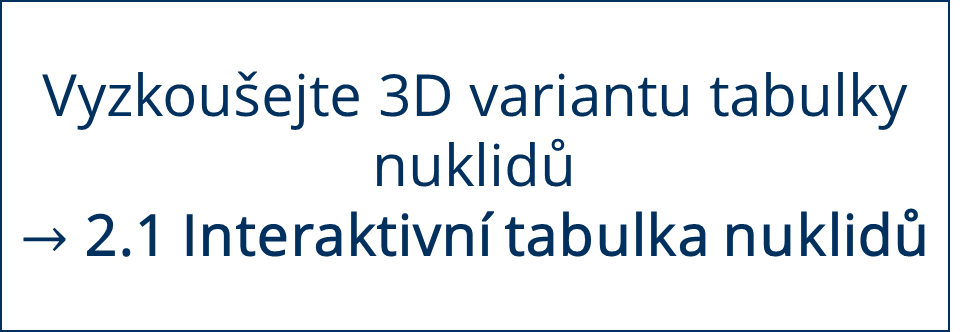 Vyzkoušejte 3D variantu tabulky
nuklidů
→ 2.1 Interaktivní tabulka nuklidů